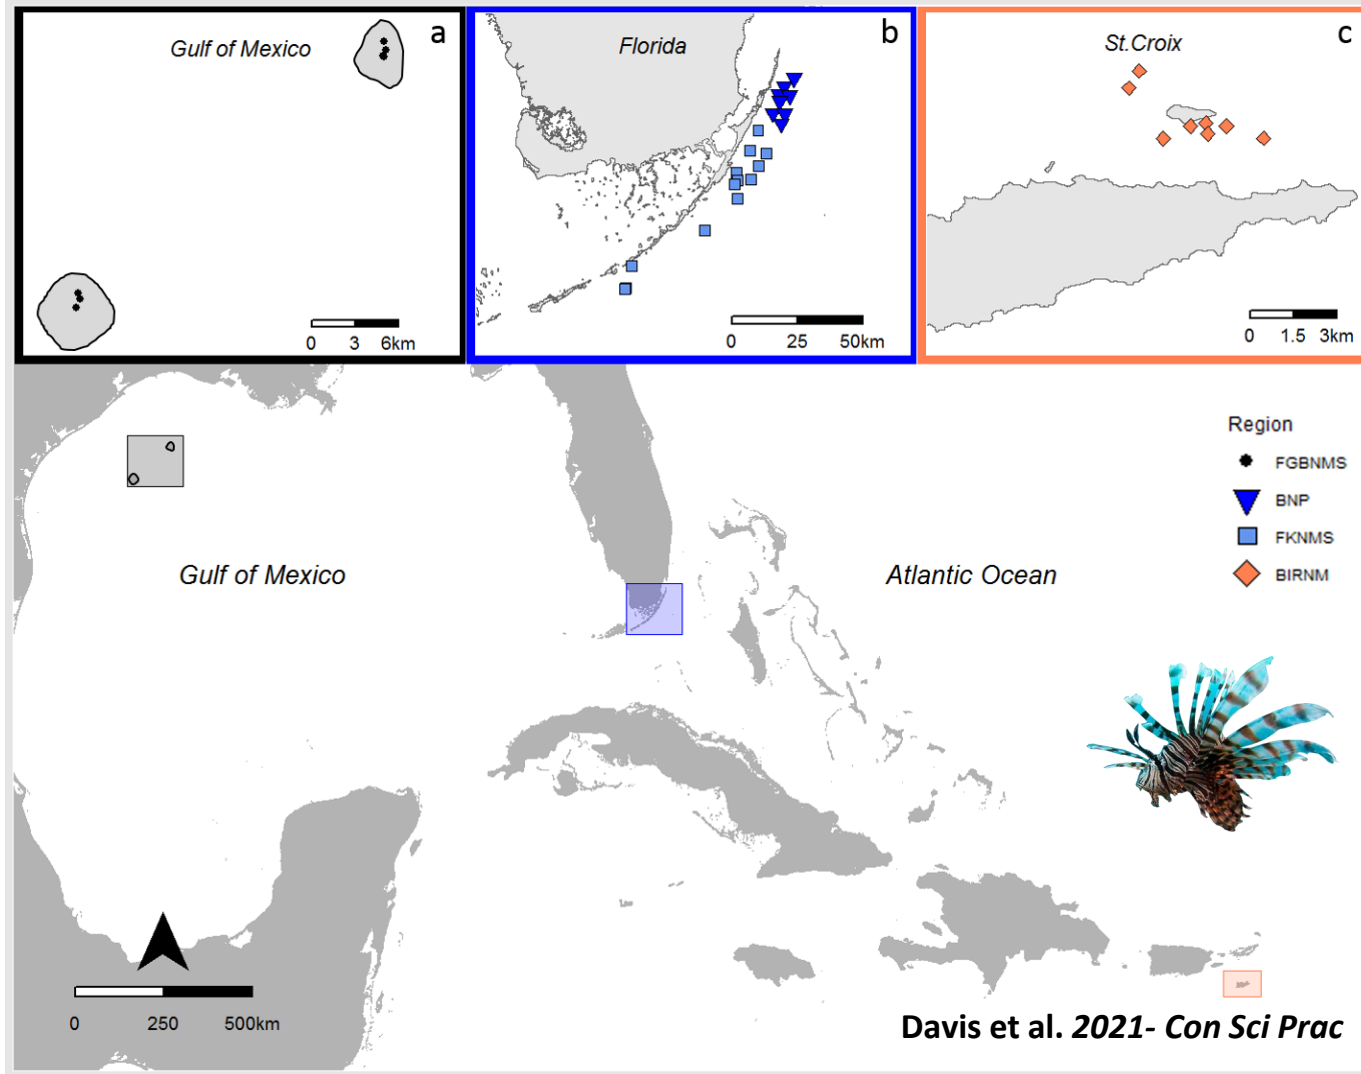 Gulf of Mexico
a
0 3 6km
Florida
b
0 25 50km
St.Croix
c
0 1.5 3km
Region
FGBNMS
BNP
FKNMS
BIRNM
Gulf of Mexico
Atlantic Ocean
0 250 500km
Davis et al. 2021- Con Sci Prac